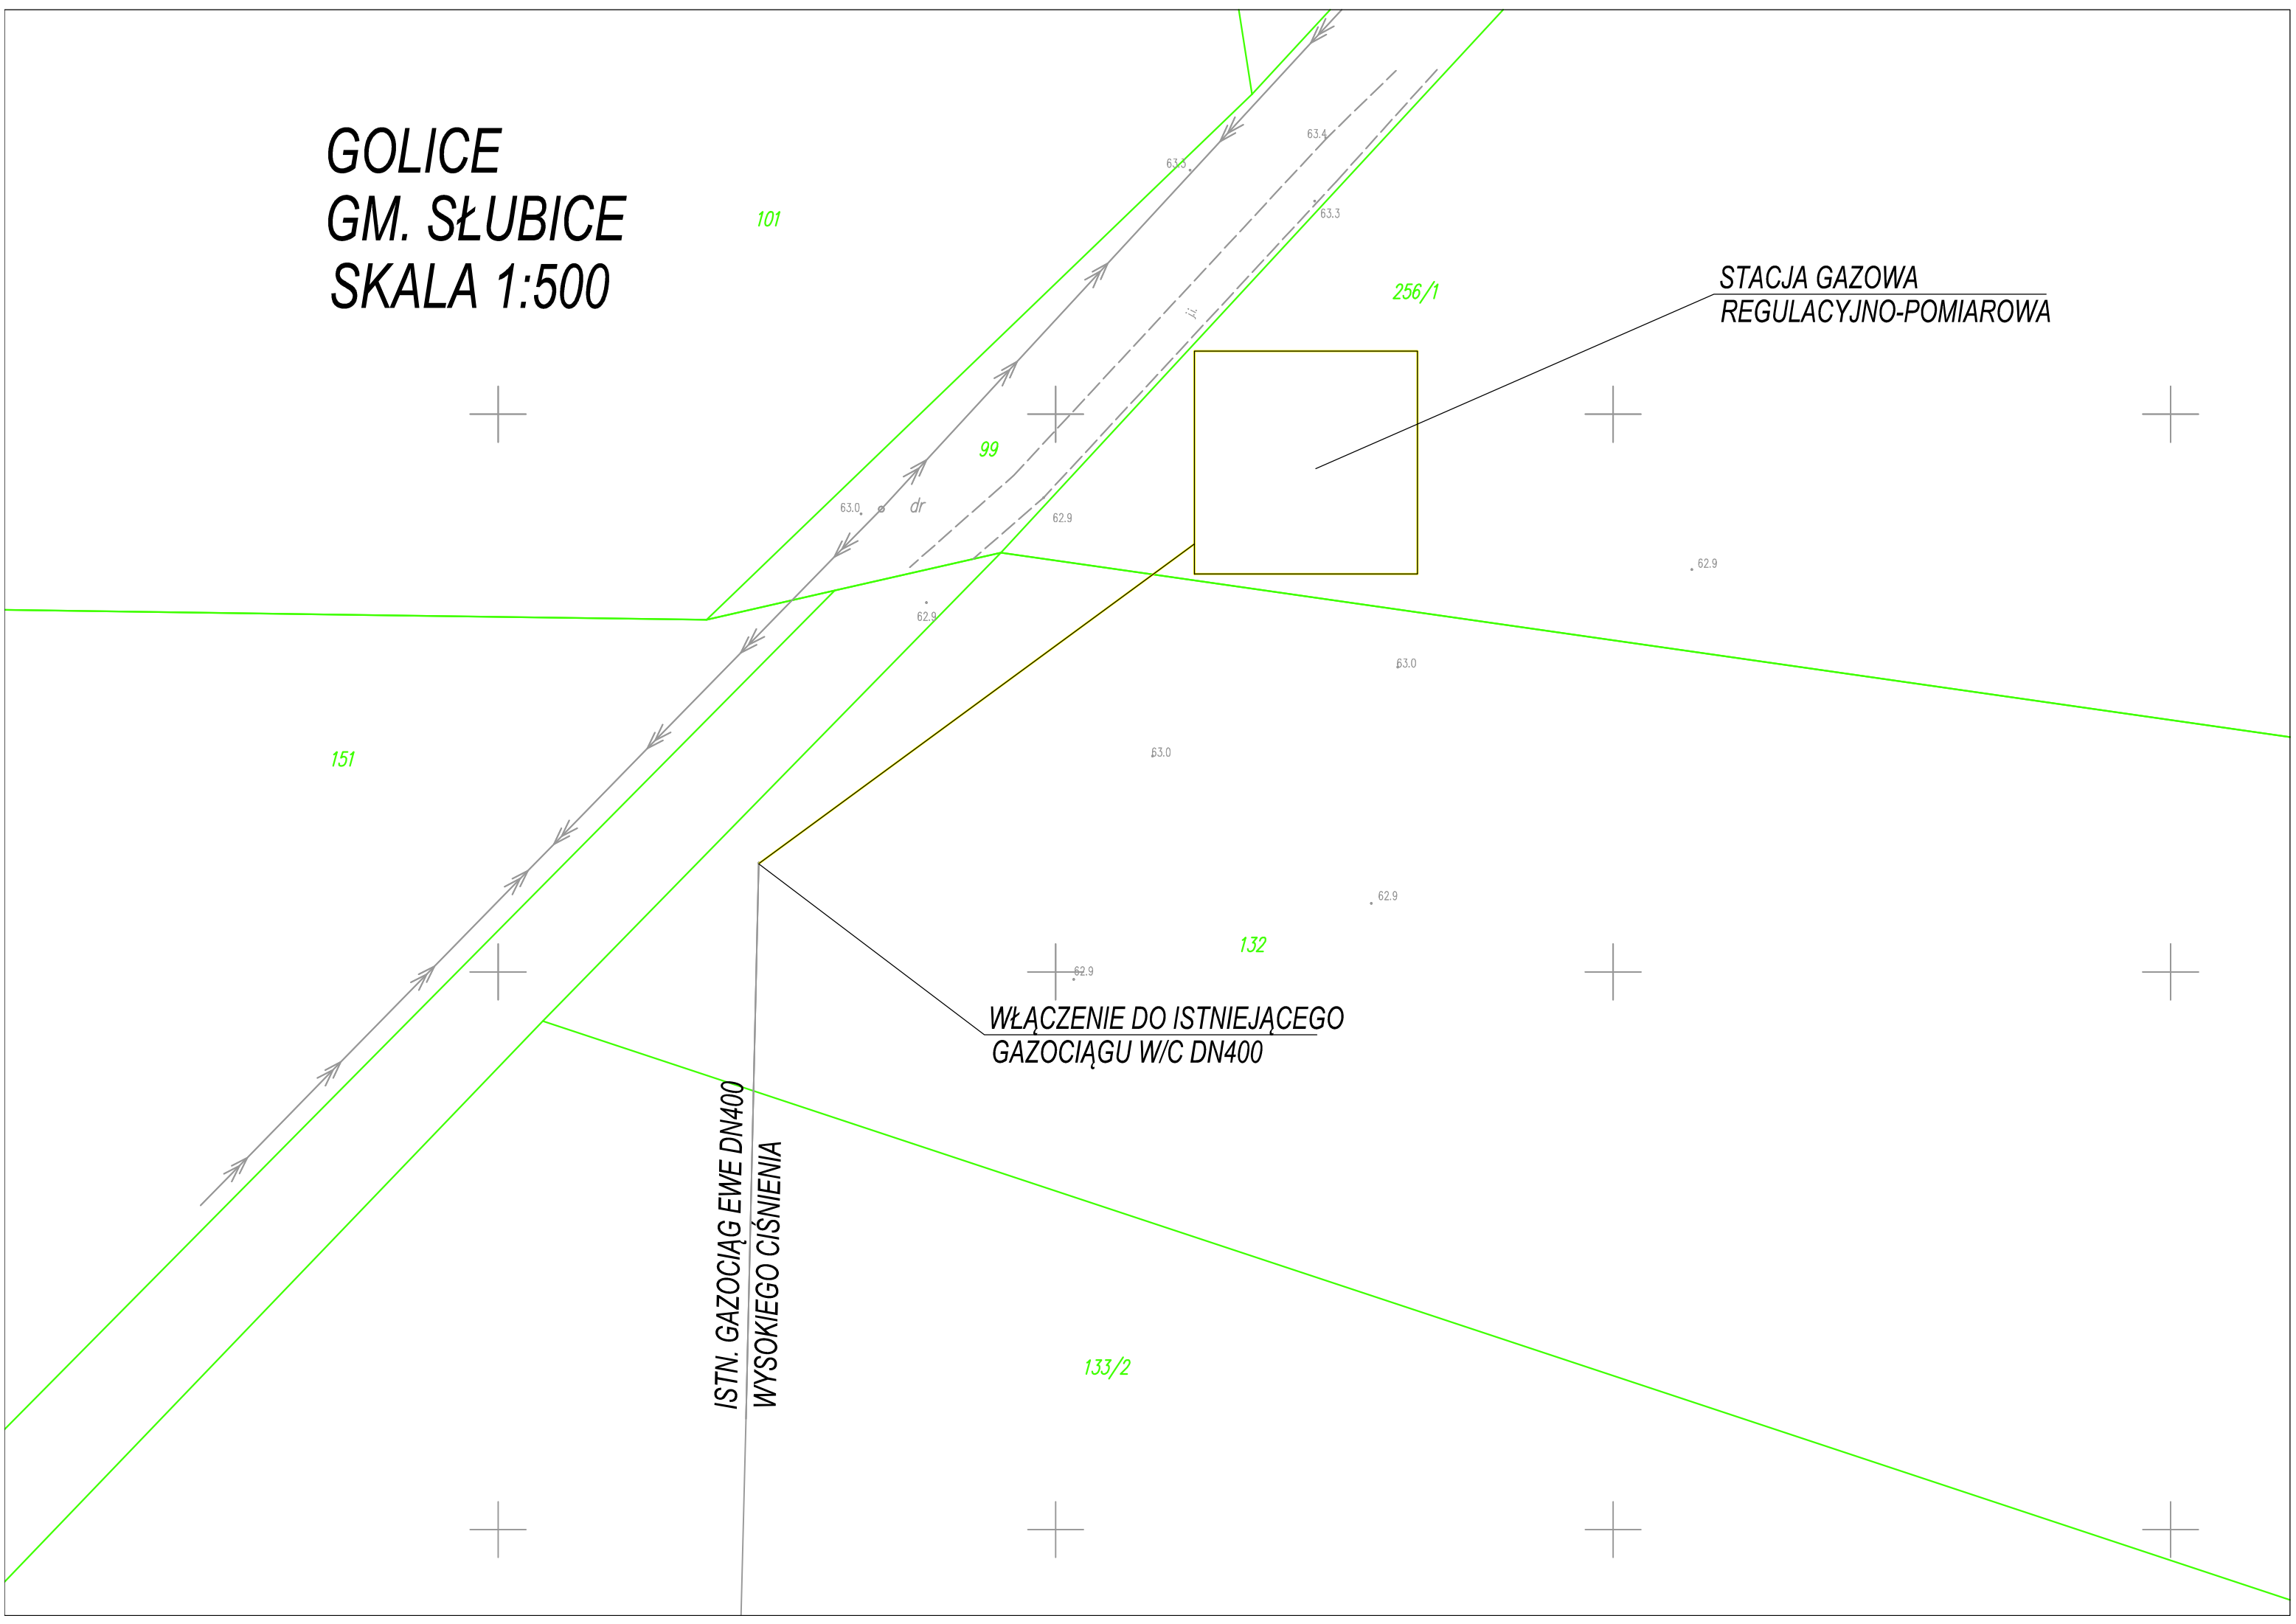 GOLICE
GM. SŁUBICE
SKALA 1:500
63.4
63.3
101
63.3
STACJA GAZOWA
REGULACYJNO-POMIAROWA
256/1
j.i.
99
63.0
dr
62.9
62.9
62.9
63.0
151
63.0
62.9
132
62.9
WŁĄCZENIE DO ISTNIEJĄCEGO
GAZOCIĄGU W/C DN400
ISTN. GAZOCIĄG EWE DN400
WYSOKIEGO CIŚNIENIA
133/2